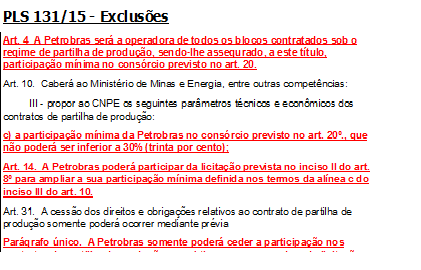 PLS 131/15 - Exclusões
Art. 4 A Petrobras será a operadora de todos os blocos contratados sob o
regime de partilha de produção, sendo-lhe assegurado, a este título,
participação mínima no consórcio previsto no art. 20.
Art. 10. Caberá ao Ministério de Minas e Energia, entre outras competências:
III - propor ao CNPE os seguintes parâmetros técnicos e econômicos dos
contratos de partilha de produção:
c) a participação mínima da Petrobras no consórcio previsto no art. 20º., que
não poderá ser inferior a 30% (trinta por cento);
Art. 14. A Petrobras poderá participar da licitação prevista no inciso II do art.
8º para ampliar a sua participação mínima definida nos termos da alínea c do
inciso III do art. 10.
Art. 31. A cessão dos direitos e obrigações relativos ao contrato de partilha de
produção somente poderá ocorrer mediante prévia
Parágrafo único. A Petrobras somente poderá ceder a participação nos